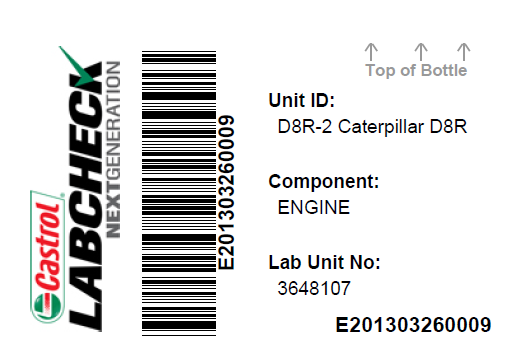 Castrol
LABCHECK
NEXTGENERATION
E201303260009
Top of Bottle
Unit ID:
D8R-2 Caterpillar D8R
Component:
ENGINE
Lab Unit No:
3648107
E201303260009